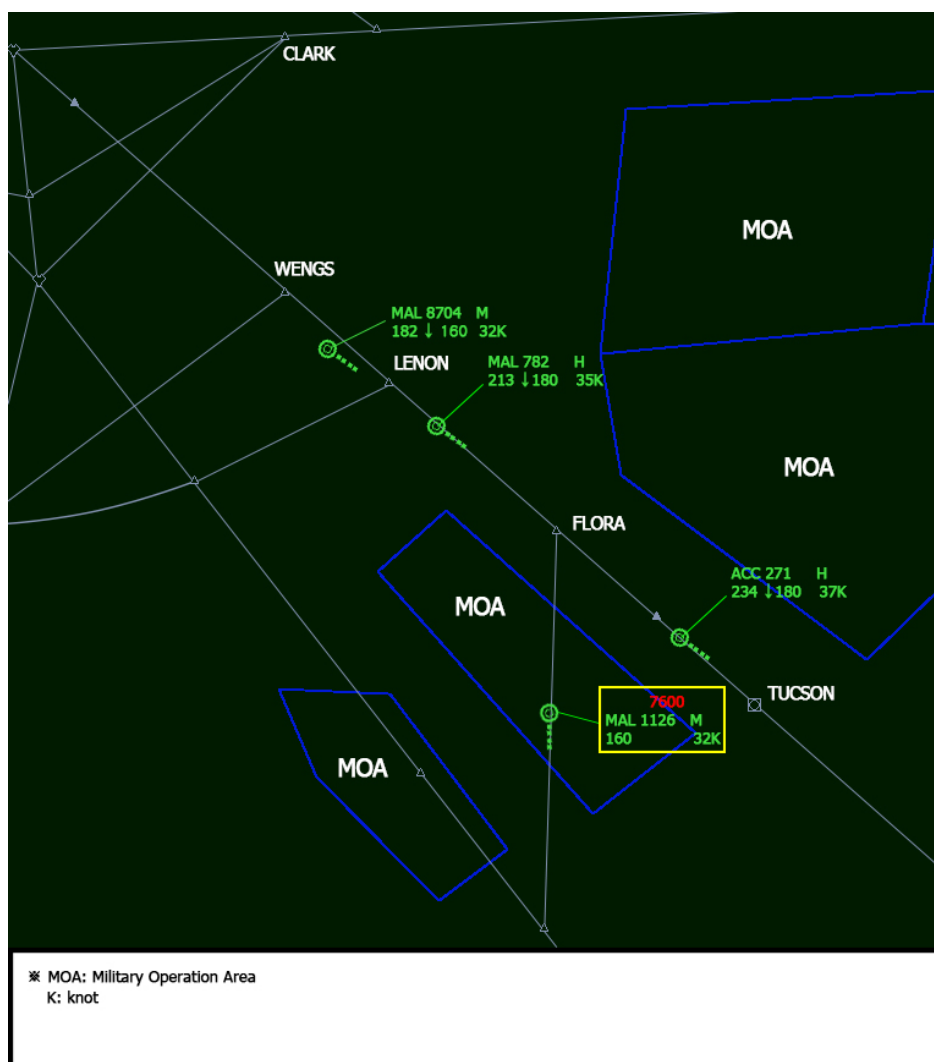 CLARK
MOA
WENGS
MAL 8704 M
182 ↓ 160 32K
LENON
MAL 782 H
213 ↓180 35K
MOA
FLORA
ACC 271 H
234 ↓180 37K
MOA
TUCSON
7600
MAL 1126 M
160 32K
MOA
※ MOA: Military Operation Area
K: knot